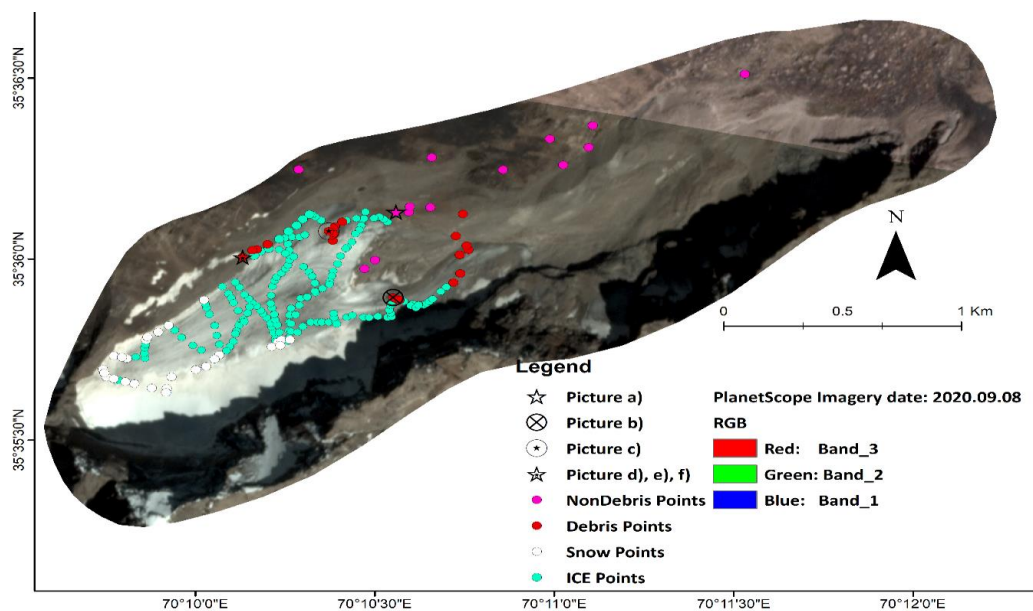 35°36'30"N
35°36'0"N
35°35'30"N
N
0 0.5 1 Km
Legend
Picture a)
Picture b)
Picture c)
Picture d), e), f)
NonDebris Points
Debris Points
Snow Points
ICE Points
PlanetScope Imagery date: 2020.09.08
RGB
Red: Band_3
Green: Band_2
Blue: Band_1
70°10'0"E 70°10'30"E 70°11'0"E 70°11'30"E 70°12'0"E